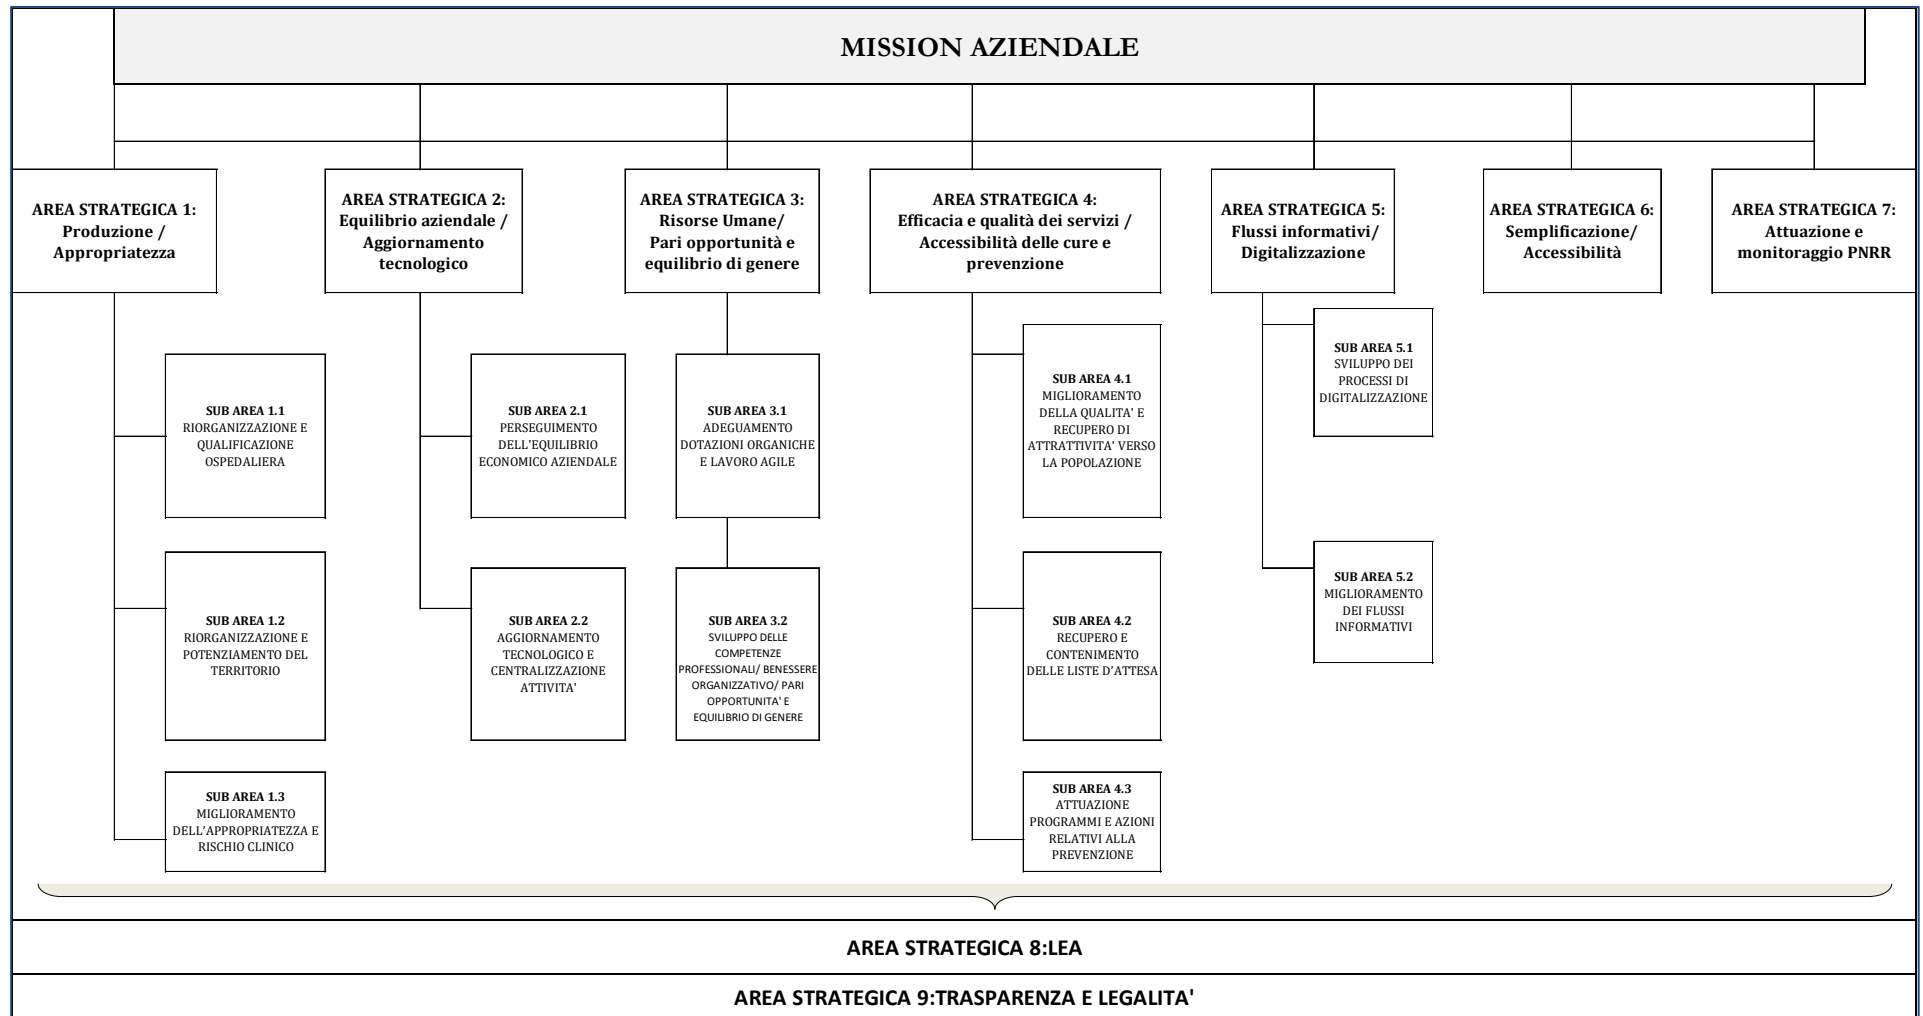 MISSION AZIENDALE
AREA STRATEGICA 1:
Produzione /
Appropriatezza
AREA STRATEGICA 2:
Equilibrio aziendale /
Aggiornamento
tecnologico
AREA STRATEGICA 3:
Risorse Umane/
Pari opportunità e
equilibrio di genere
AREA STRATEGICA 4:
Efficacia e qualità dei servizi /
Accessibilità delle cure e
prevenzione
AREA STRATEGICA 5:
Flussi informativi/
Digitalizzazione
AREA STRATEGICA 6:
Semplificazione/
Accessibilità
AREA STRATEGICA 7:
Attuazione e
monitoraggio PNRR
SUB AREA 1.1
RIORGANIZZAZIONE E
QUALIFICAZIONE
OSPEDALIERA
SUB AREA 2.1
PERSEGUIMENTO
DELL'EQUILIBRIO
ECONOMICO AZIENDALE
SUB AREA 3.1
ADEGUAMENTO
DOTAZIONI ORGANICHE
E LAVORO AGILE
SUB AREA 4.1
MIGLIORAMENTO
DELLA QUALITA' E
RECUPERO DI
ATTRATTIVITA' VERSO
LA POPOLAZIONE
SUB AREA 5.1
SVILUPPO DEI
PROCESSI DI
DIGITALIZZAZIONE
SUB AREA 1.2
RIORGANIZZAZIONE E
POTENZIAMENTO DEL
TERRITORIO
SUB AREA 2.2
AGGIORNAMENTO
TECNOLOGICO E
CENTRALIZZAZIONE
ATTIVITA'
SUB AREA 3.2
SVILUPPO DELLE
COMPETENZE
PROFESSIONALI/ BENESSERE
ORGANIZZATIVO/ PARI
OPPORTUNITA' E
EQUILIBRIO DI GENERE
SUB AREA 4.2
RECUPERO E
CONTENIMENTO
DELLE LISTE D’ATTESA
SUB AREA 5.2
MIGLIORAMENTO
DEI FLUSSI
INFORMATIVI
SUB AREA 1.3
MIGLIORAMENTO
DELL’APPROPRIATEZZA E
RISCHIO CLINICO
SUB AREA 4.3
ATTUAZIONE
PROGRAMMI E AZIONI
RELATIVI ALLA
PREVENZIONE
AREA STRATEGICA 8:LEA
AREA STRATEGICA 9:TRASPARENZA E LEGALITA'